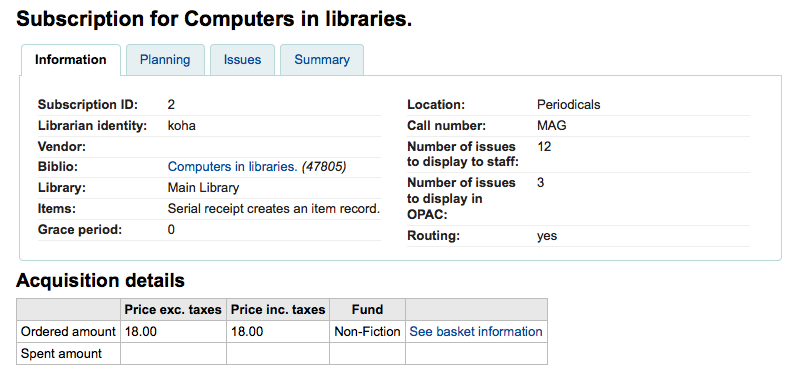 Subscription for Computers in libraries.
Information Planning Issues Summary
Subscription ID: 2
Librarian identity: koha
Vendor:
Biblio: Computers in libraries. (47805)
Library: Main Library
Items: Serial receipt creates an item record.
Grace period: 0
Location: Periodicals
Call number: MAG
Number of issues 12
to display to staff:
Number of issues 3
to display in
OPAC:
Routing: yes
Acquisition details
Price exc. taxes Price inc. taxes Fund
Ordered amount 18.00 18.00 Non-Fiction See basket information
Spent amount